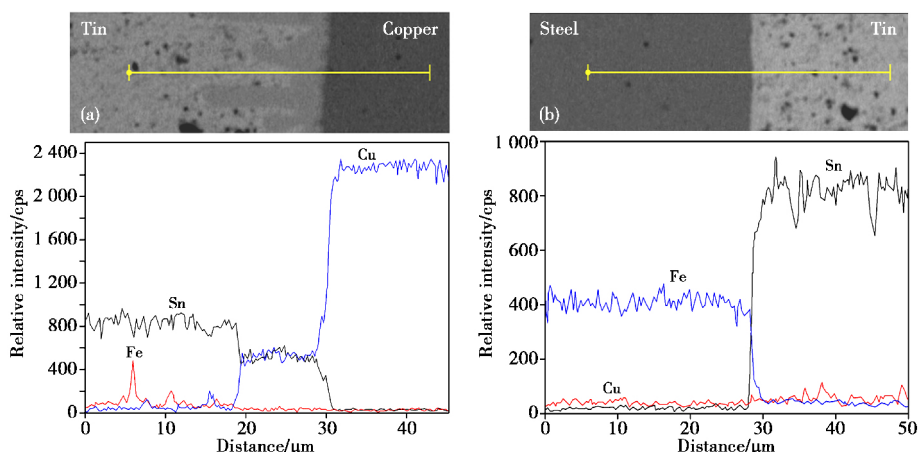 Tin
Copper
(a)
2 400
2 000
1 600
1 200
800
400
0
Relative intensity/cps
Cu
Sn
Fe
0
10
20
30
40
Distance/μm
Steel
Tin
(b)
1 000
800
600
400
200
0
Relative intensity/cps
Sn
Fe
Cu
0
10
20
30
40
50
Distance/μm